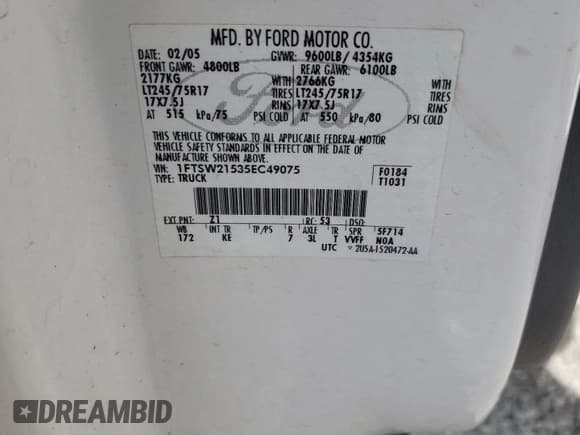 MFD. BY FORD MOTOR CO.
DATE: 02/05 GVWR: 9600LB/ 4354KG
FRONT GAWR: 4800LB REAR GAWR: 6100LB
2177KG WITH 2766KG WITH
LT245/75R17 TIRES LT245/75R17 TIRES
17X7.5J RIMS 17X7.5J RIMS
AT 515 kPa/75 PSI COLD AT 550 kPa/80 PSI COLD
THIS VEHICLE CONFORMS TO ALL APPLICABLE FEDERAL MOTOR
VEHICLE SAFETY STANDARDS IN EFFECT ON THE DATE OF
MANUFACTURE SHOWN ABOVE.
VIN: 1FTSW21535EC49075 F0184
TYPE: TRUCK T1031
EXT PNT: Z1 RC: 53 DSO:
WB INT TR TP/PS R AXLE TR SPR 5F714
172 KE 7 3L T VVFF NOA
UTC 2U5A-1520472-AA
Ford
DREAMBID